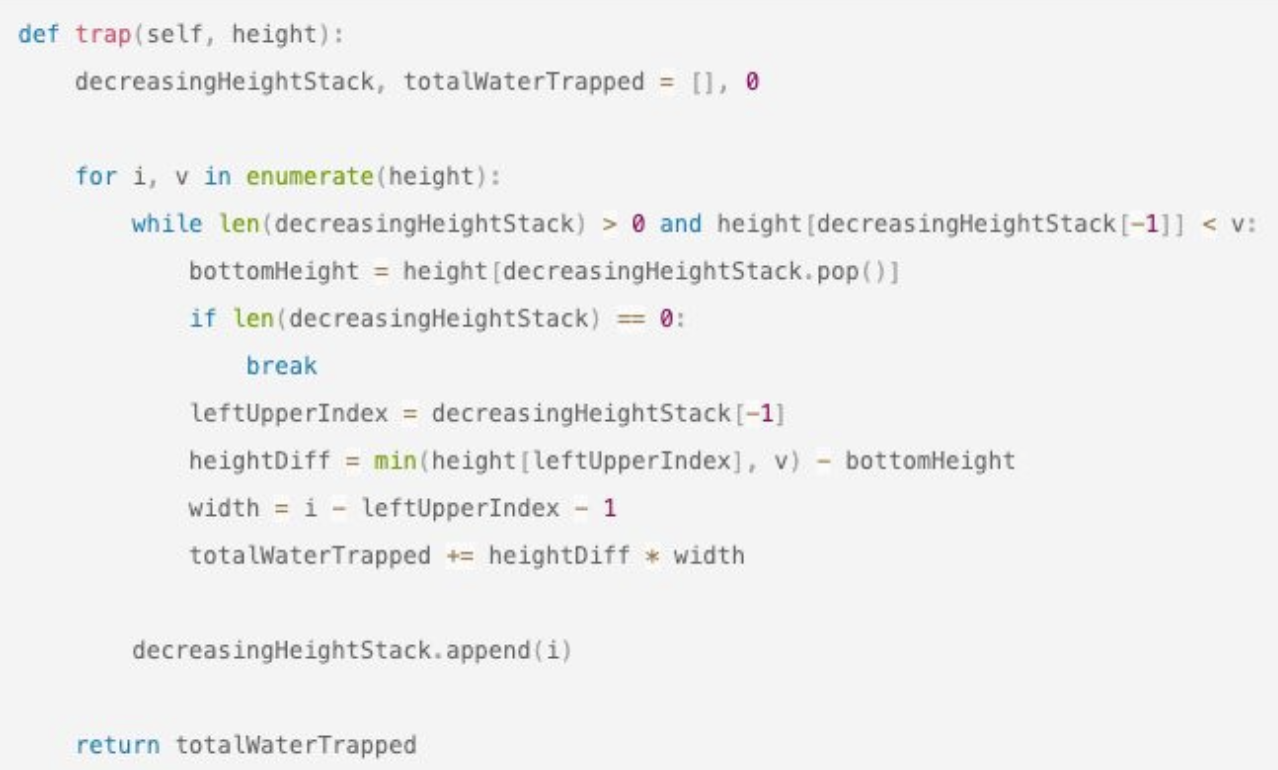 def trap(self, height):
    decreasingHeightStack, totalWaterTrapped = [], 0

    for i, v in enumerate(height):
        while len(decreasingHeightStack) > 0 and height[decreasingHeightStack[-1]] < v:
            bottomHeight = height[decreasingHeightStack.pop()]
            if len(decreasingHeightStack) == 0:
                break
            leftUpperIndex = decreasingHeightStack[-1]
            heightDiff = min(height[leftUpperIndex], v) - bottomHeight
            width = i - leftUpperIndex - 1
            totalWaterTrapped += heightDiff * width

        decreasingHeightStack.append(i)

    return totalWaterTrapped